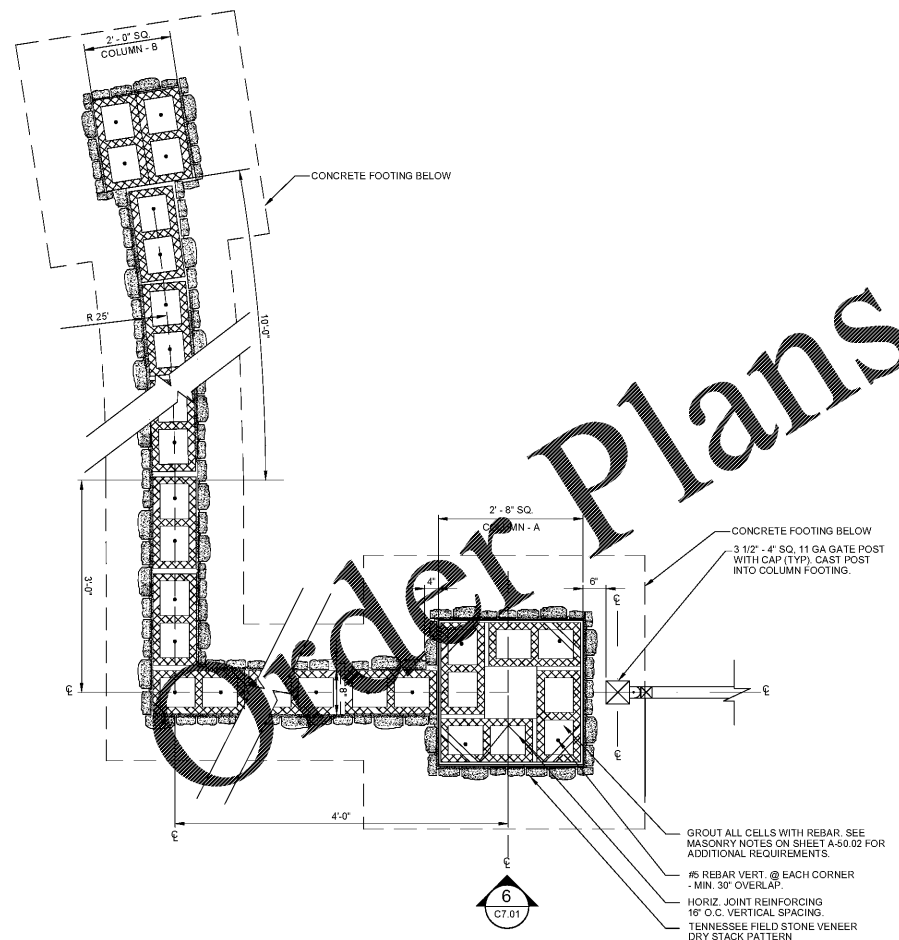 2' - 0" SQ.
COLUMN - B
CONCRETE FOOTING BELOW
R 25'
10'-0"
2' - 8" SQ.
COLUMN - A
CONCRETE FOOTING BELOW
3 1/2" - 4" SQ, 11 GA GATE POST
WITH CAP (TYP). CAST POST
INTO COLUMN FOOTING.
4"
6"
3'-0"
8"
4'-0"
Order Plans
GROUT ALL CELLS WITH REBAR. SEE
MASONRY NOTES ON SHEET A-50.02 FOR
ADDITIONAL REQUIREMENTS.
#5 REBAR VERT. @ EACH CORNER
- MIN. 30" OVERLAP.
HORIZ. JOINT REINFORCING
16" O.C. VERTICAL SPACING.
TENNESSEE FIELD STONE VENEER
DRY STACK PATTERN
6
C7.01